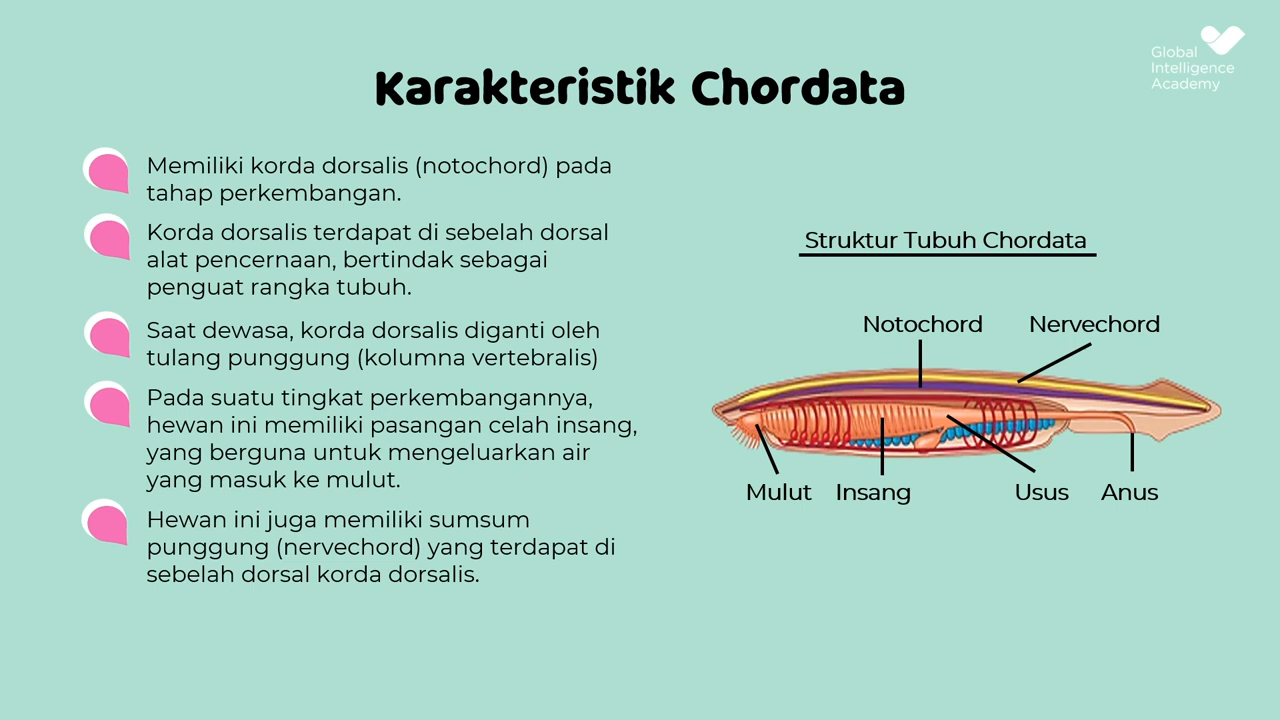 Global
Intelligence
Academy
Karakteristik Chordata
Memiliki korda dorsalis (notochord) pada
tahap perkembangan.
Korda dorsalis terdapat di sebelah dorsal
alat pencernaan, bertindak sebagai
penguat rangka tubuh.
Saat dewasa, korda dorsalis diganti oleh
tulang punggung (kolumna vertebralis)
Pada suatu tingkat perkembangannya,
hewan ini memiliki pasangan celah insang,
yang berguna untuk mengeluarkan air
yang masuk ke mulut.
Hewan ini juga memiliki sumsum
punggung (nervechord) yang terdapat di
sebelah dorsal korda dorsalis.
Struktur Tubuh Chordata
Notochord Nervechord
Mulut Insang Usus Anus